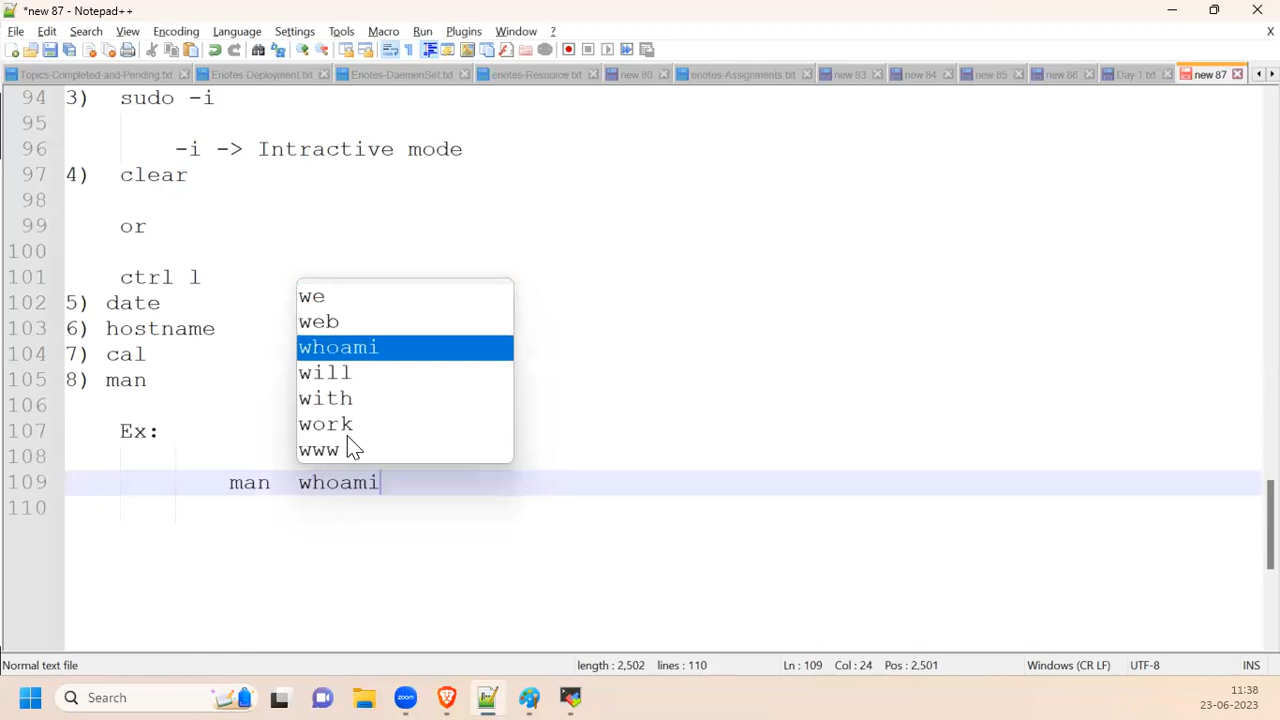 *new 87 - Notepad++
File Edit Search View Encoding Language Settings Tools Macro Run Plugins Window ? X
Topics-Completed-and-Pending.txt Enotes-Deployment.txt Enotes-DaemonSet.txt enotes-Resource.txt new 80 enotes-Assignments.txt new 83 new 84 new 85 new 86 Day-1.txt new 87
94 3) sudo -i
95
96 -i -> Intractive mode
97 4) clear
98
99 or
100
101 ctrl l
102 5) date
103 6) hostname
104 7) cal
105 8) man
106
107 Ex:
108
109 man whoami
110
we
web
whoami
will
with
work
www
Normal text file length : 2,502 lines : 110 Ln : 109 Col : 24 Pos : 2,501 Windows (CR LF) UTF-8 INS
Search zoom 11:38
23-06-2023